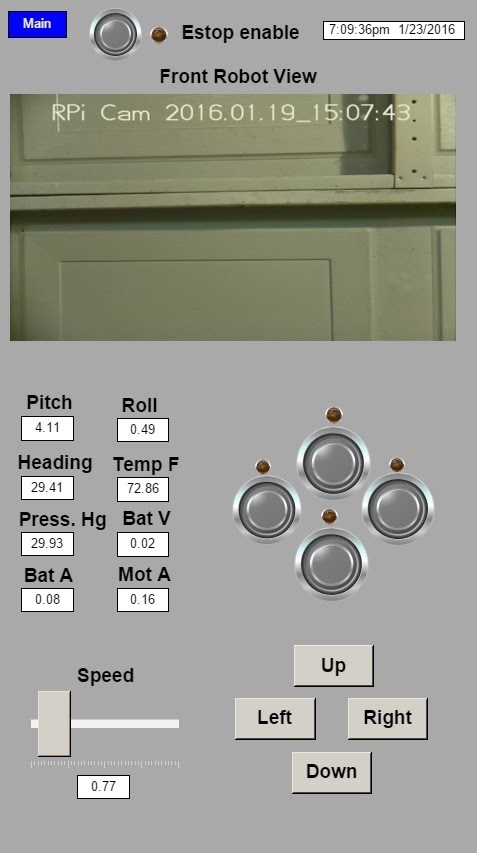 Main
Estop enable
7:09:36pm 1/23/2016
Front Robot View
RPi Cam 2016.01.19_15:07:43
Pitch Roll
4.11 0.49
Heading Temp F
29.41 72.86
Press. Hg Bat V
29.93 0.02
Bat A Mot A
0.08 0.16
Speed
0.77
Up
Left Right
Down